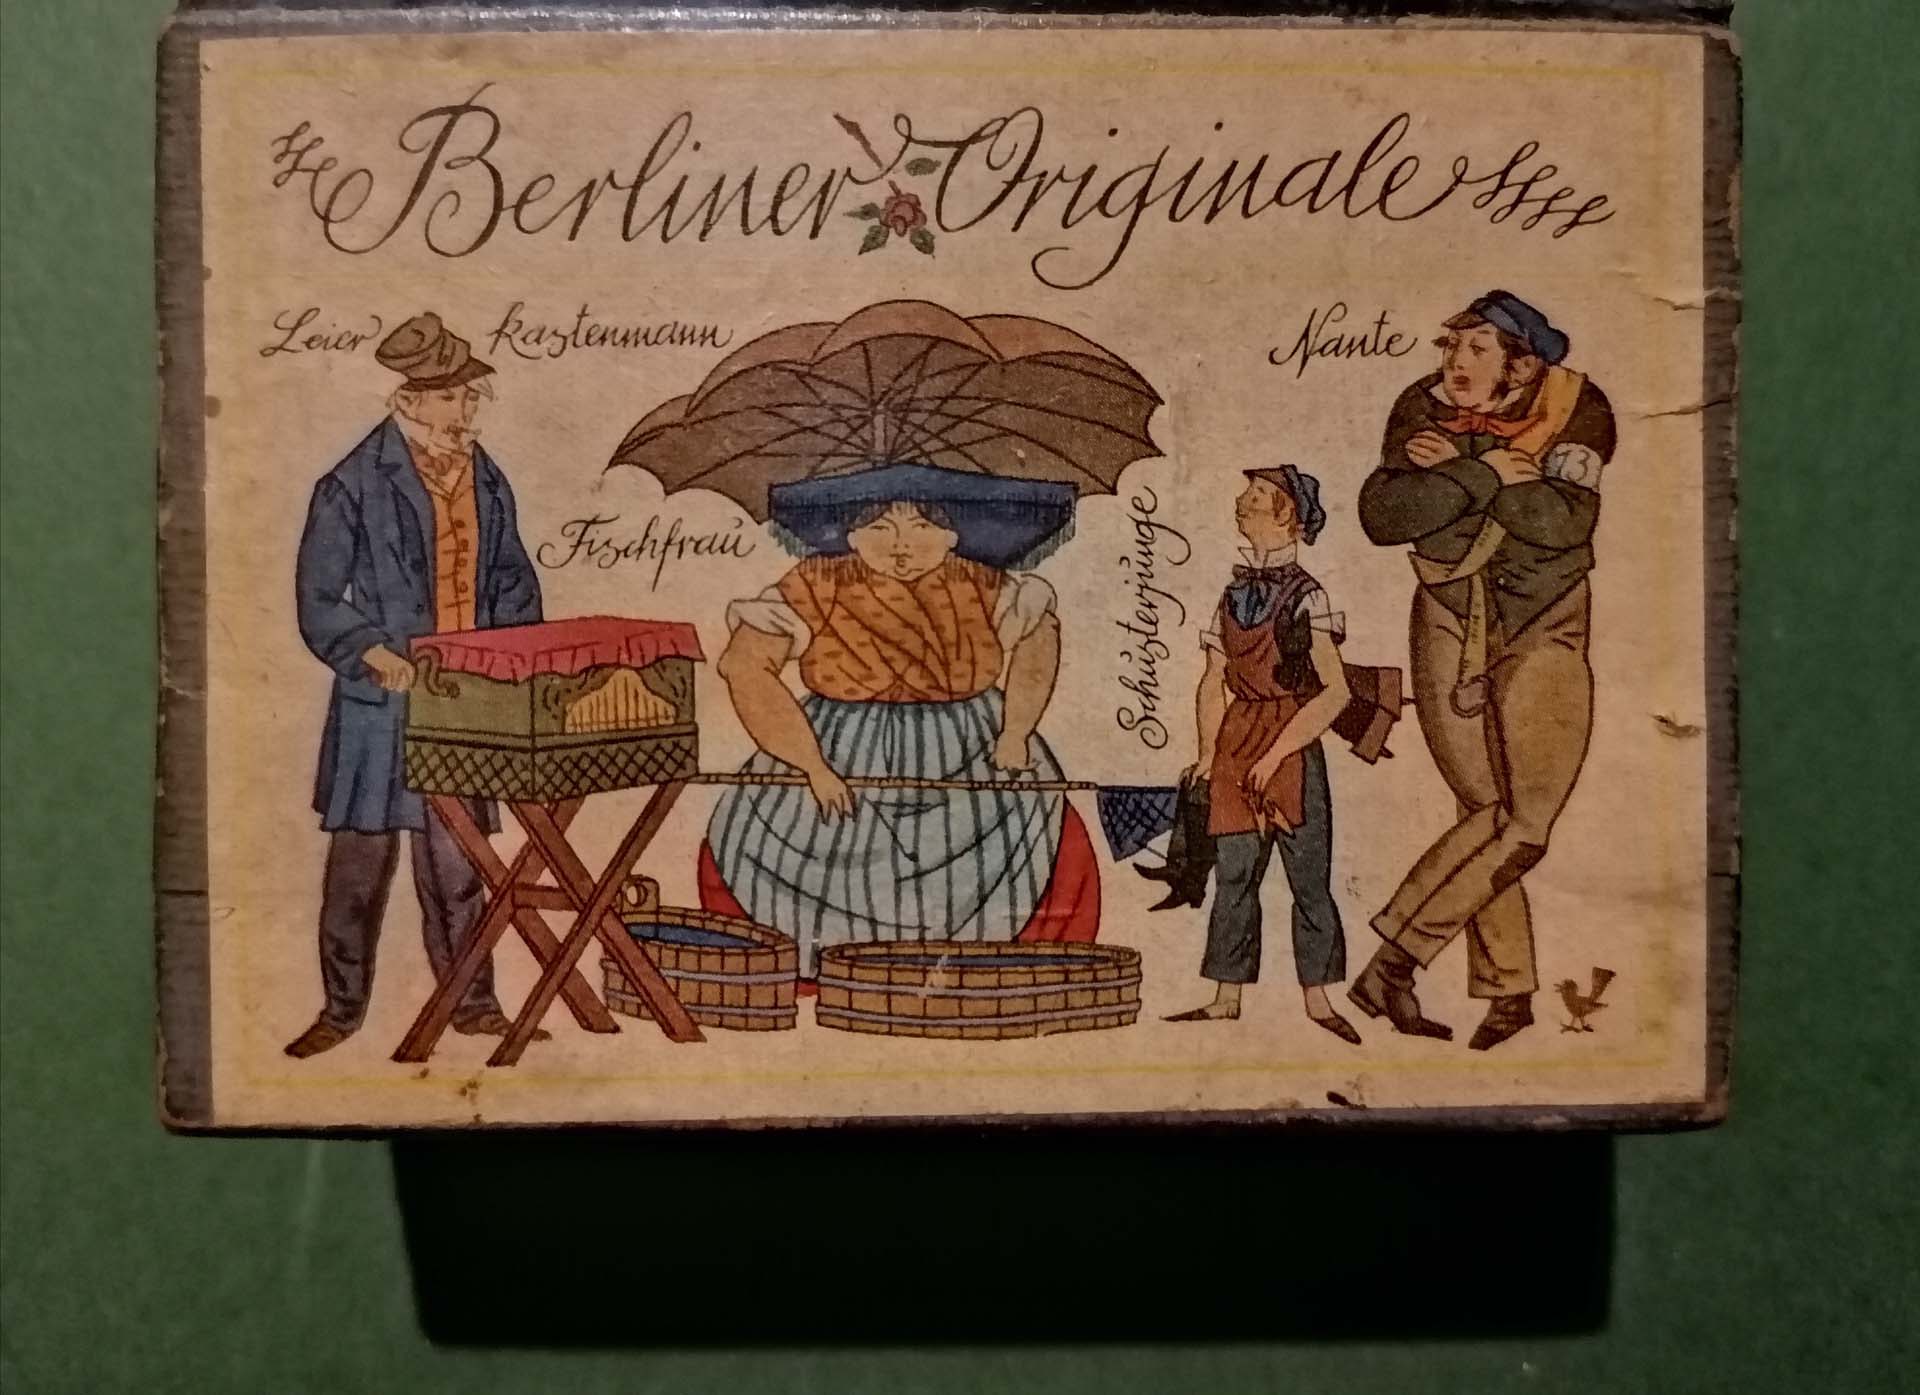 Berliner Originale
Leierkastenmann
Nante
Fischfrau
Schusterjunge
13